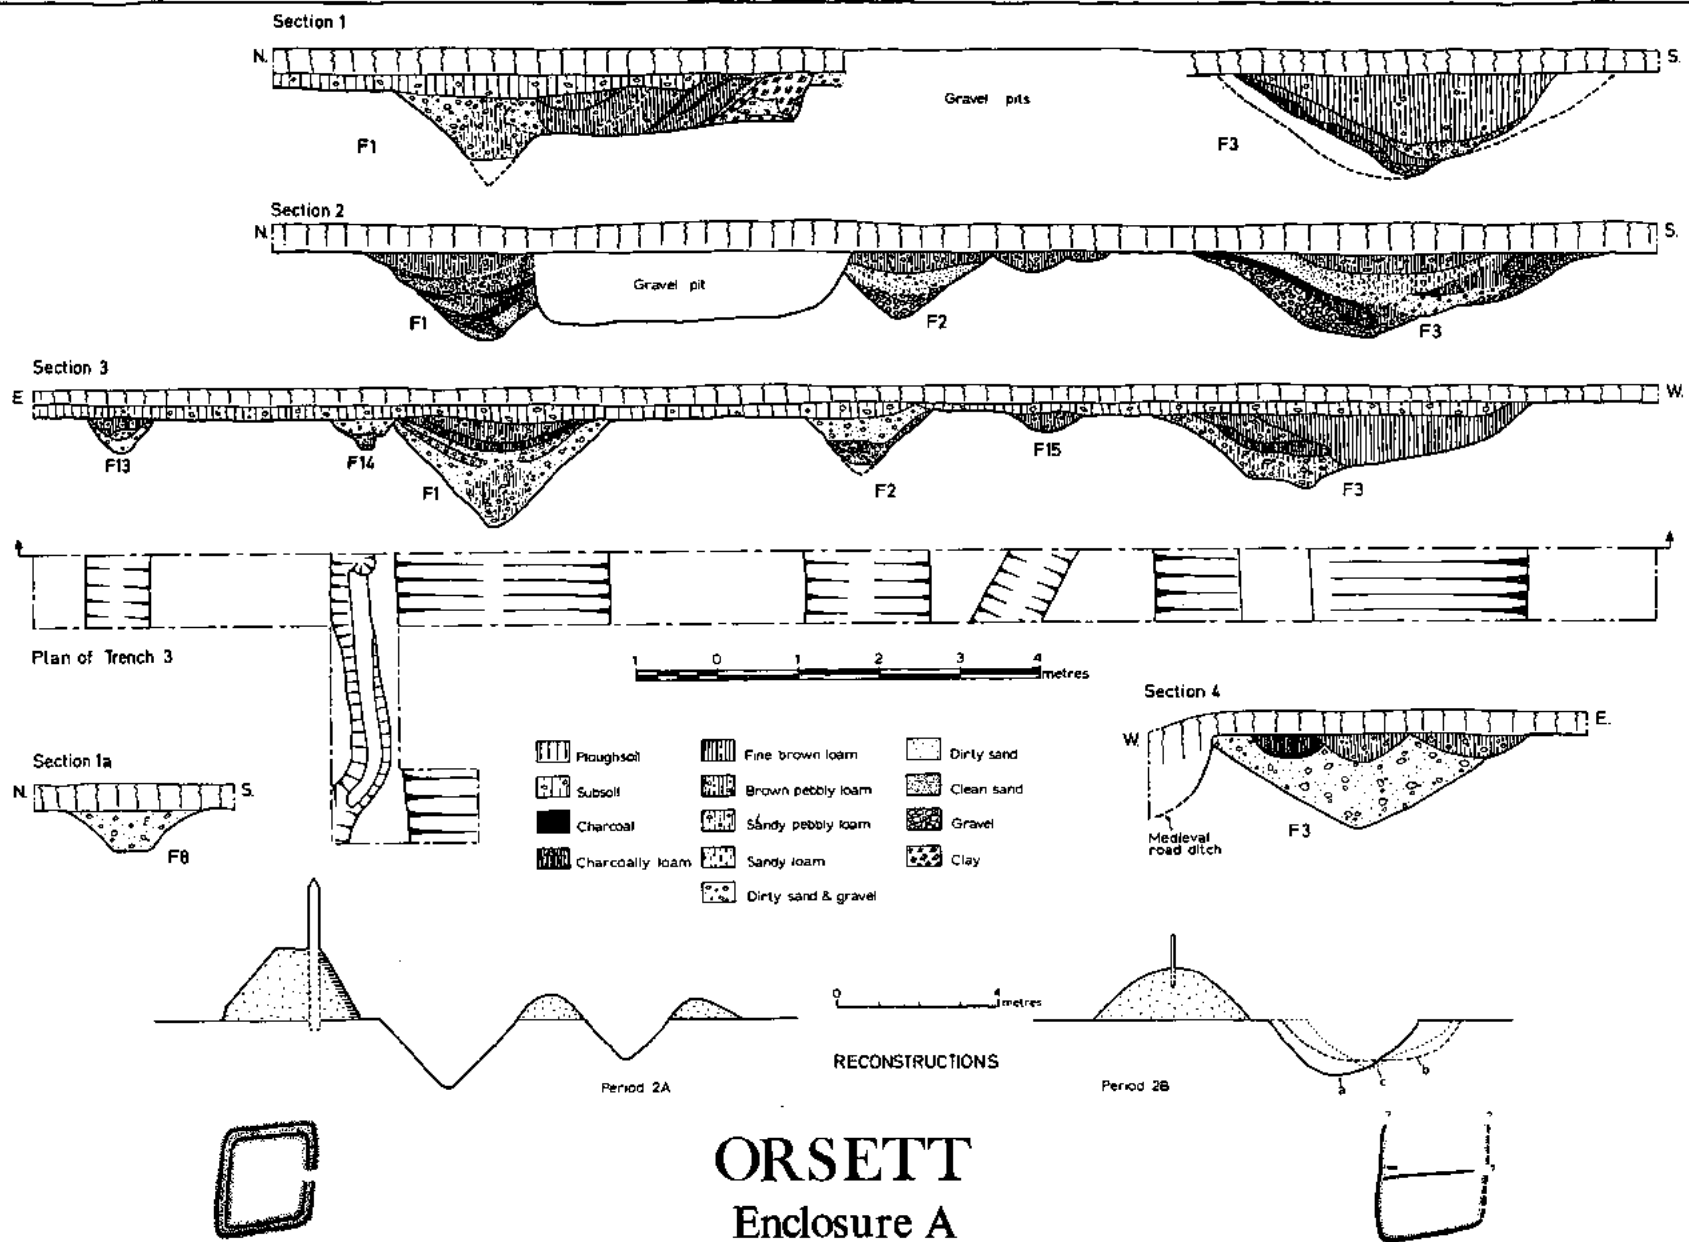 Section 1
N. S.
Gravel pits
F1 F3
Section 2
N. S.
Gravel pit
F1 F2 F3
Section 3
E W.
F13 F14 F1 F2 F15 F3
Plan of Trench 3
1 0 1 2 3 4 metres
Section 4
W. E.
F3
Medieval
road ditch
Section 1a
N. S.
F8
Ploughsoil
Subsoil
Charcoal
Charcoally loam
Fine brown loam
Brown pebbly loam
Sandy pebbly loam
Sandy loam
Dirty sand & gravel
Dirty sand
Clean sand
Gravel
Clay
0 4 metres
RECONSTRUCTIONS
Period 2A
Period 2B
a c b
? ?
?
ORSETT
Enclosure A